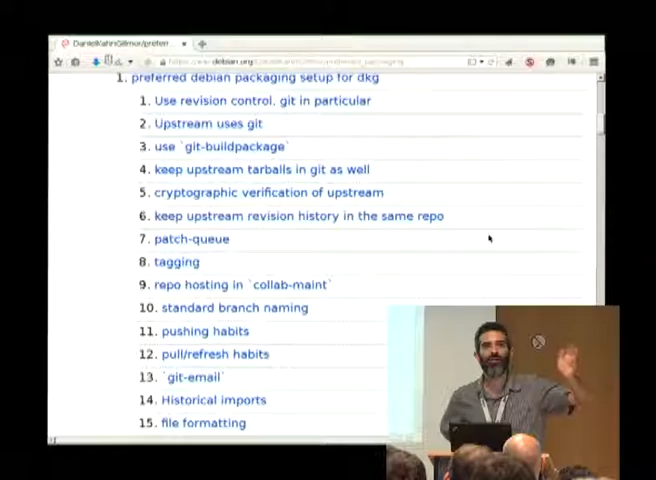 DanielKahnGillmor/preferr...
1. preferred debian packaging setup for dkg
1. Use revision control, git in particular
2. Upstream uses git
3. use `git-buildpackage`
4. keep upstream tarballs in git as well
5. cryptographic verification of upstream
6. keep upstream revision history in the same repo
7. patch-queue
8. tagging
9. repo hosting in `collab-maint`
10. standard branch naming
11. pushing habits
12. pull/refresh habits
13. `git-email`
14. Historical imports
15. file formatting